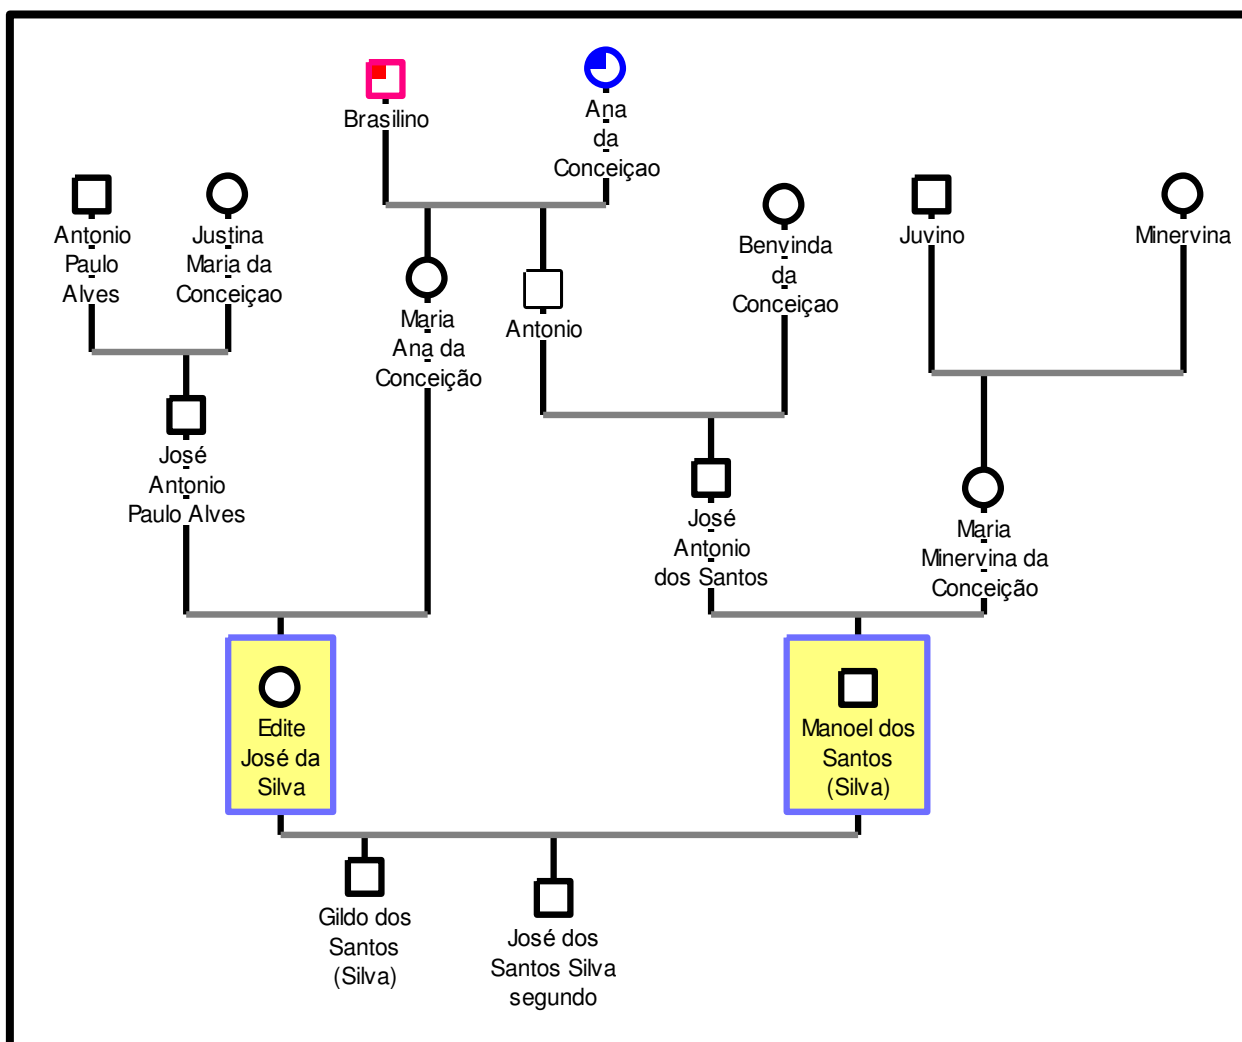 Brasilino
Ana
da
Conceiçao
Antonio
Paulo
Alves
Justina
Maria da
Conceiçao
Maria
Ana da
Conceição
Antonio
Benvinda
da
Conceiçao
Juvino
Minervina
José
Antonio
Paulo Alves
José
Antonio
dos Santos
Maria
Minervina da
Conceição
Edite
José da
Silva
Manoel dos
Santos
(Silva)
Gildo dos
Santos
(Silva)
José dos
Santos Silva
segundo